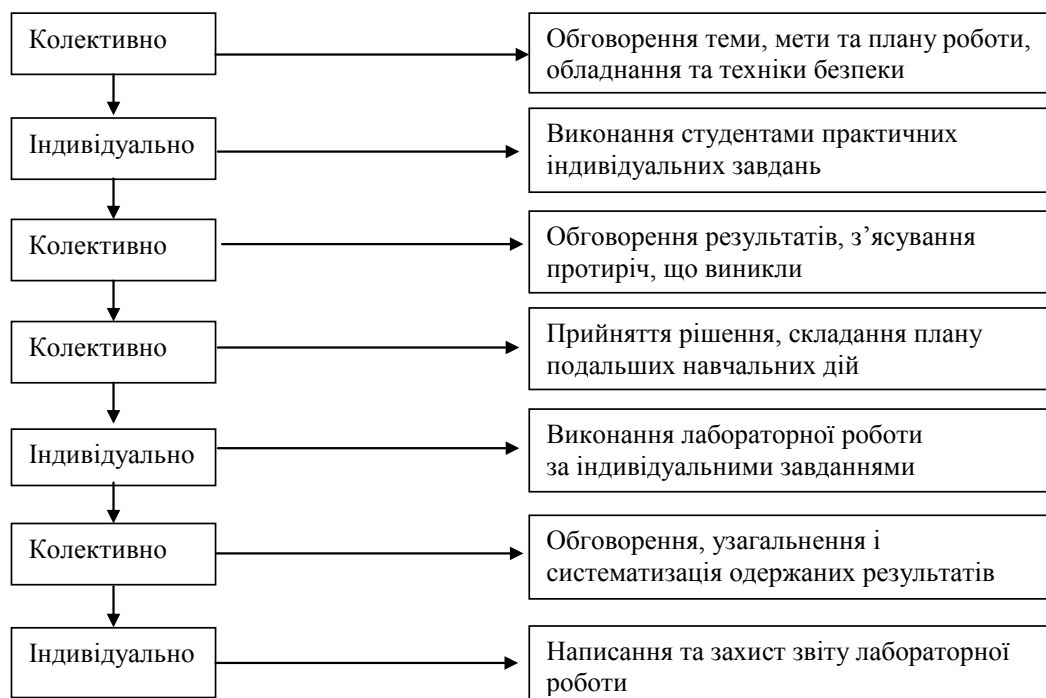 Колективно
Обговорення теми, мети та плану роботи,
обладнання та техніки безпеки
Індивідуально
Виконання студентами практичних
індивідуальних завдань
Колективно
Обговорення результатів, з’ясування
протиріч, що виникли
Колективно
Прийняття рішення, складання плану
подальших навчальних дій
Індивідуально
Виконання лабораторної роботи
за індивідуальними завданнями
Колективно
Обговорення, узагальнення і
систематизація одержаних результатів
Індивідуально
Написання та захист звіту лабораторної
роботи